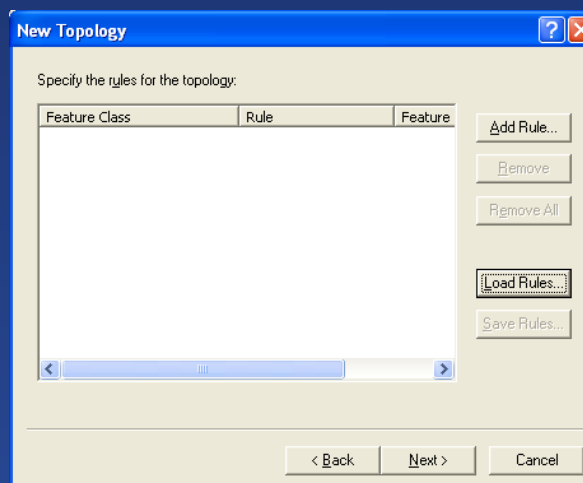 New Topology
Specify the rules for the topology:
Feature Class Rule Feature
Add Rule...
Remove
Remove All
Load Rules...
Save Rules...
< Back Next > Cancel